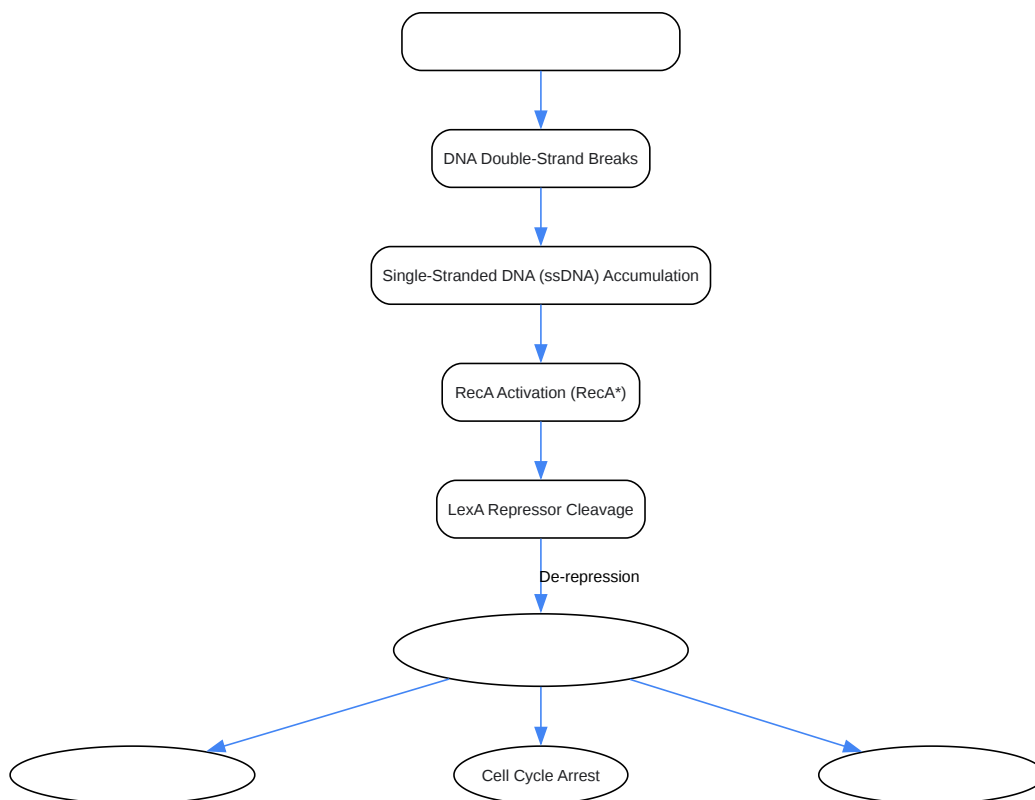 DNA Double-Strand Breaks
Single-Stranded DNA (ssDNA) Accumulation
RecA Activation (RecA*)
LexA Repressor Cleavage
De-repression
Cell Cycle Arrest